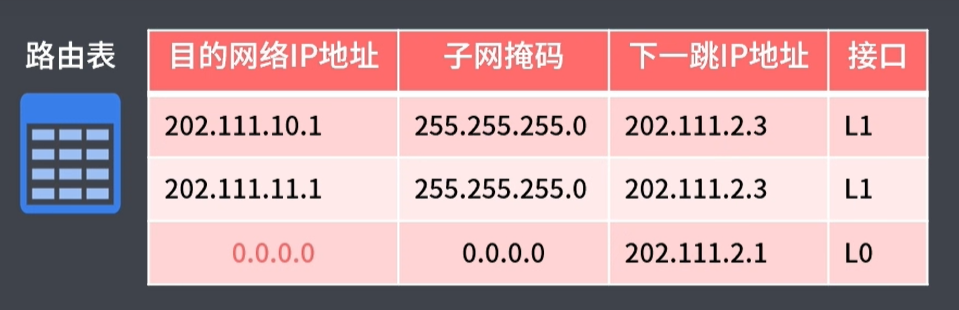 路由表
目的网络IP地址 子网掩码 下一跳IP地址 接口
202.111.10.1 255.255.255.0 202.111.2.3 L1
202.111.11.1 255.255.255.0 202.111.2.3 L1
0.0.0.0 0.0.0.0 202.111.2.1 L0